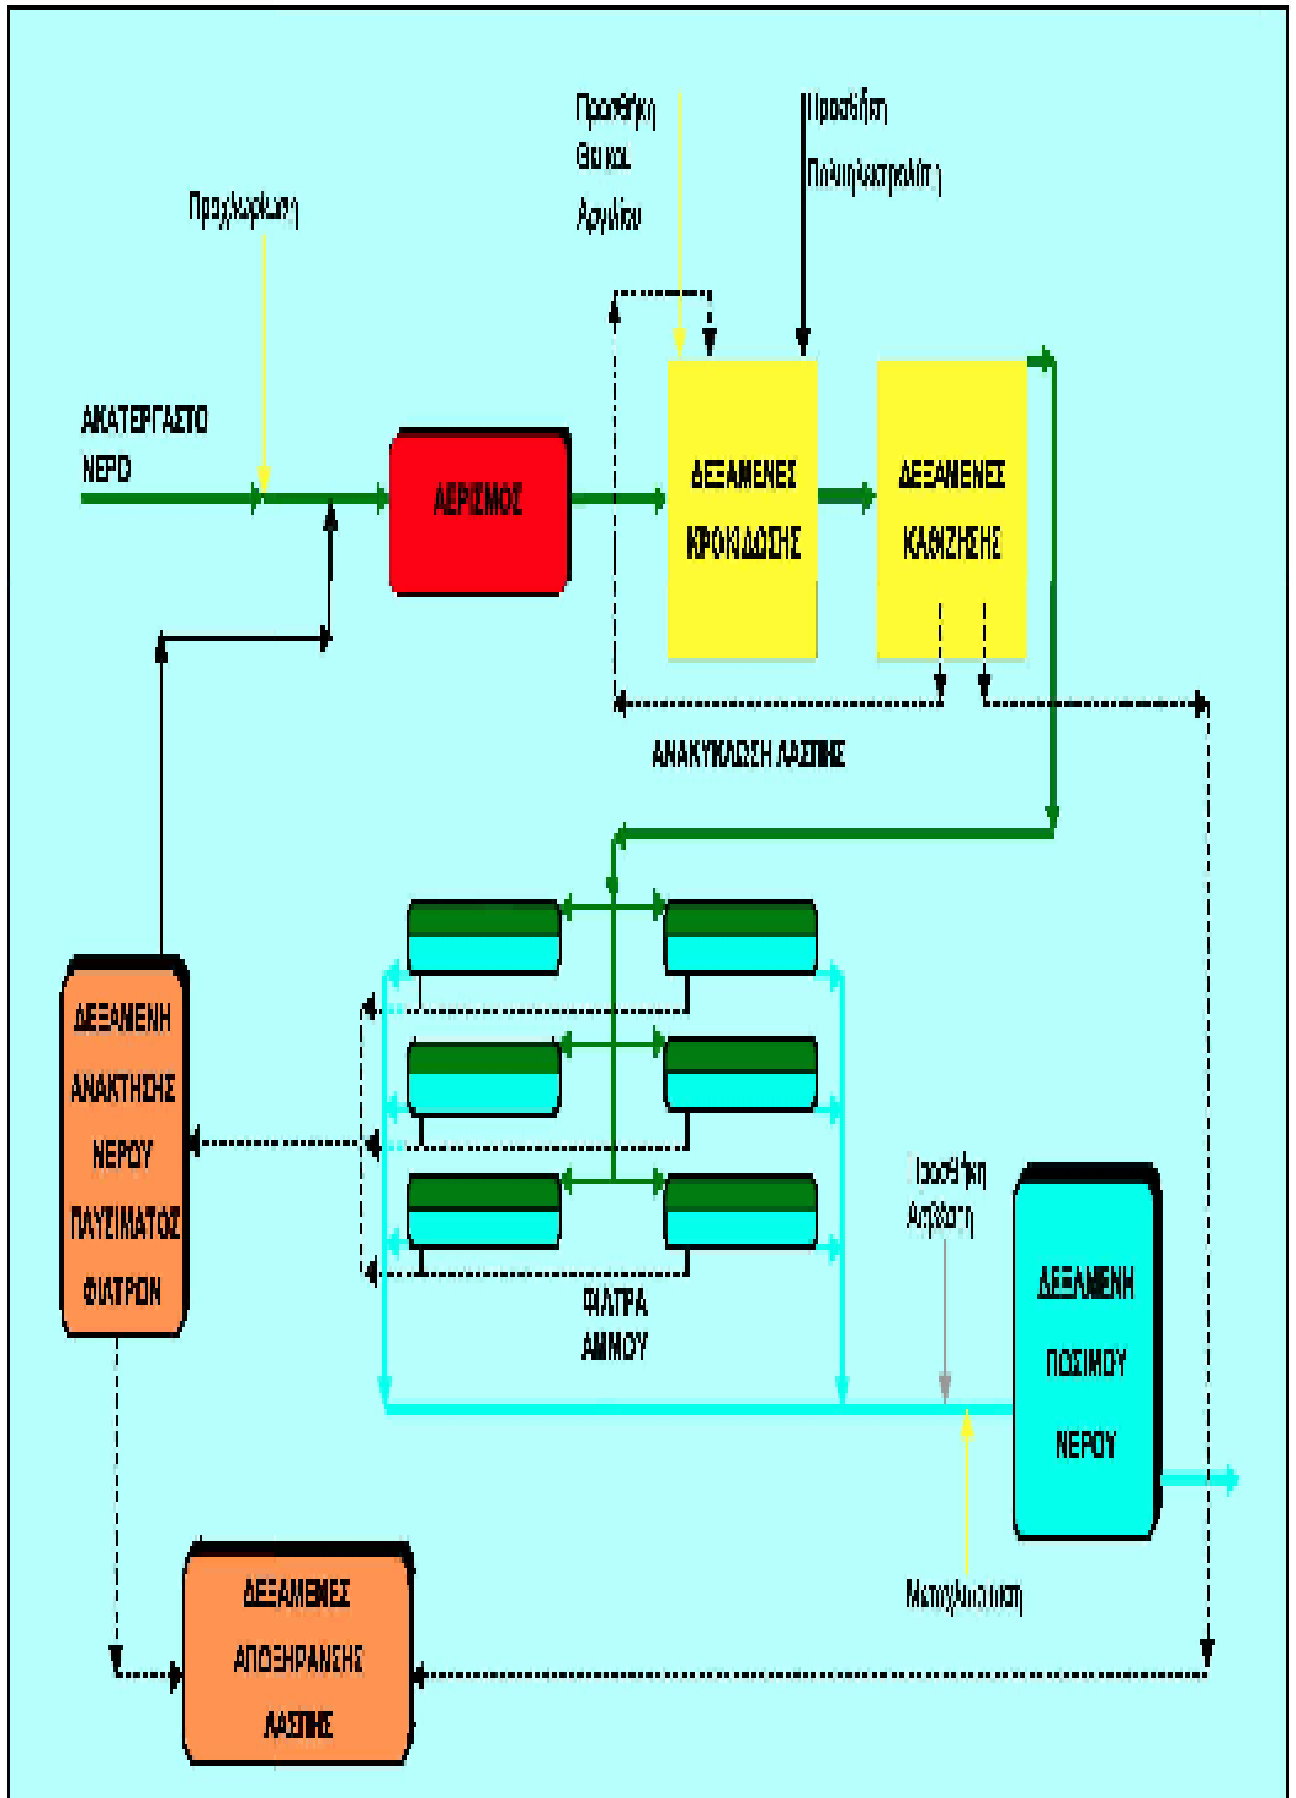 Προσθήκη
Θειικού
Αργιλίου
Προσθήκη
Πολυηλεκτρολύτη
Προχλωρίωση
ΑΚΑΤΕΡΓΑΣΤΟ
ΝΕΡΟ
ΑΕΡΙΣΜΟΣ
ΔΕΞΑΜΕΝΕΣ
ΚΡΟΚΙΔΩΣΗΣ
ΔΕΞΑΜΕΝΕΣ
ΚΑΘΙΖΗΣΗΣ
ΑΝΑΚΥΚΛΩΣΗ ΛΑΣΠΗΣ
ΔΕΞΑΜΕΝΗ
ΑΝΑΚΤΗΣΗΣ
ΝΕΡΟΥ
ΠΛΥΣΙΜΑΤΟΣ
ΦΙΛΤΡΩΝ
ΦΙΛΤΡΑ
ΑΜΜΟΥ
Προσθήκη
Ασβέστη
ΔΕΞΑΜΕΝΗ
ΠΟΣΙΜΟΥ
ΝΕΡΟΥ
Μεταχλωρίωση
ΔΕΞΑΜΕΝΕΣ
ΑΠΟΞΗΡΑΝΣΗΣ
ΛΑΣΠΗΣ